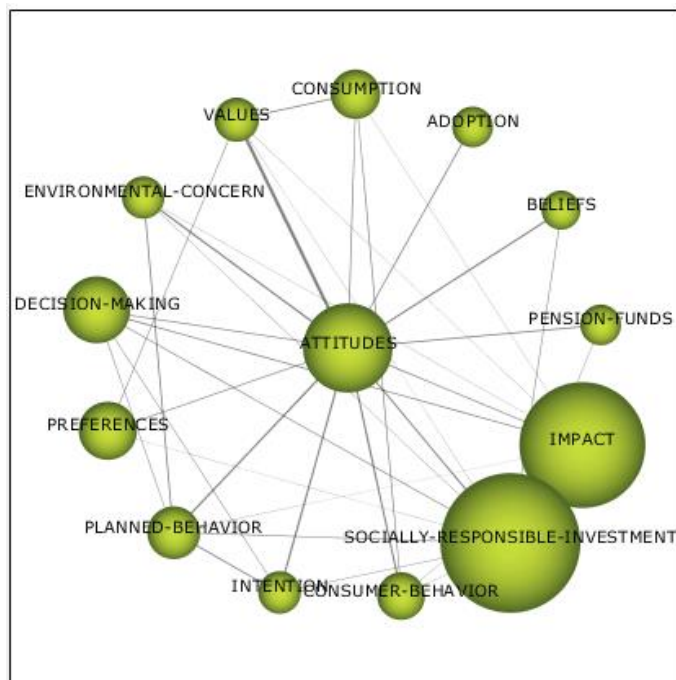 CONSUMPTION
VALUES
ADOPTION
ENVIRONMENTAL-CONCERN
BELIEFS
DECISION-MAKING
PENSION-FUNDS
ATTITUDES
PREFERENCES
IMPACT
PLANNED-BEHAVIOR
SOCIALLY-RESPONSIBLE-INVESTMENT
INTENTION
CONSUMER-BEHAVIOR